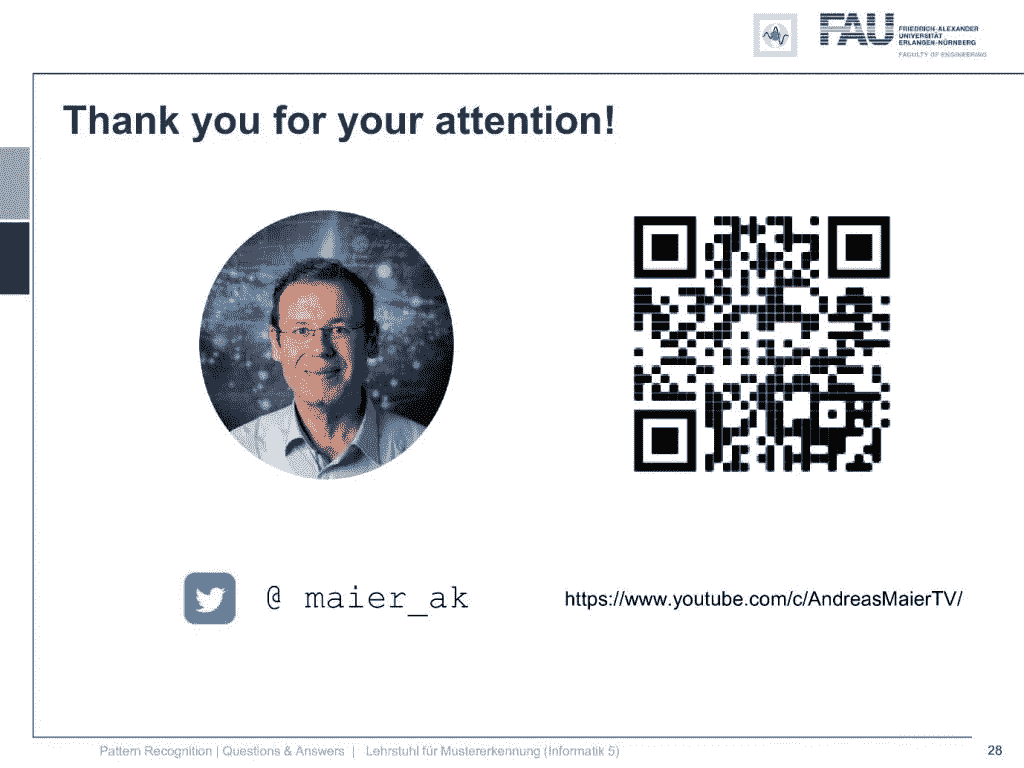 FAU
FRIEDRICH-ALEXANDER
UNIVERSITÄT
ERLANGEN-NÜRNBERG
FACULTY OF ENGINEERING
Thank you for your attention!
@ maier_ak
https://www.youtube.com/c/AndreasMaierTV/
Pattern Recognition | Questions & Answers | Lehrstuhl für Mustererkennung (Informatik 5)
28